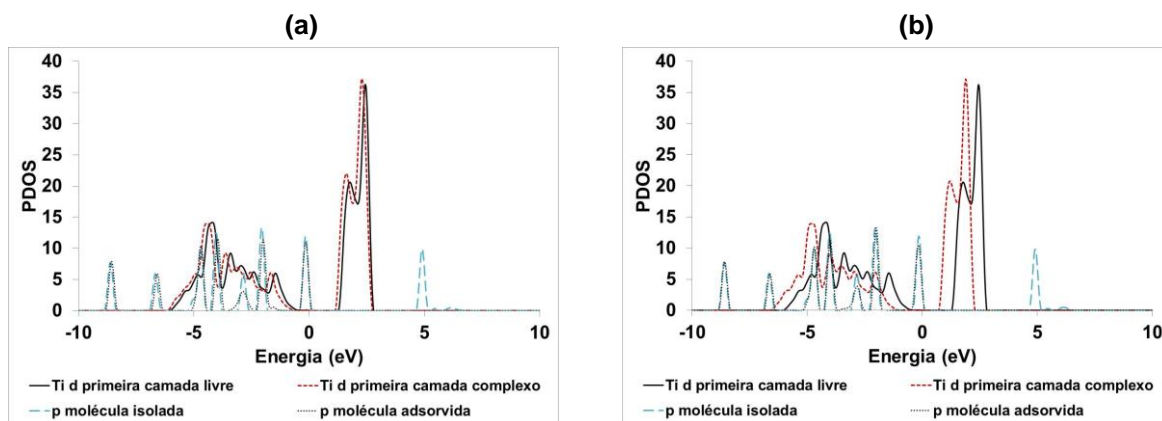 (a)
40
35
30
25
20
15
10
5
0
PDOS
-10 -5 0 5 10
Energia (eV)
Ti d primeira camada livre Ti d primeira camada complexo
p molécula isolada p molécula adsorvida
(b)
40
35
30
25
20
15
10
5
0
PDOS
-10 -5 0 5 10
Energia (eV)
Ti d primeira camada livre Ti d primeira camada complexo
p molécula isolada p molécula adsorvida